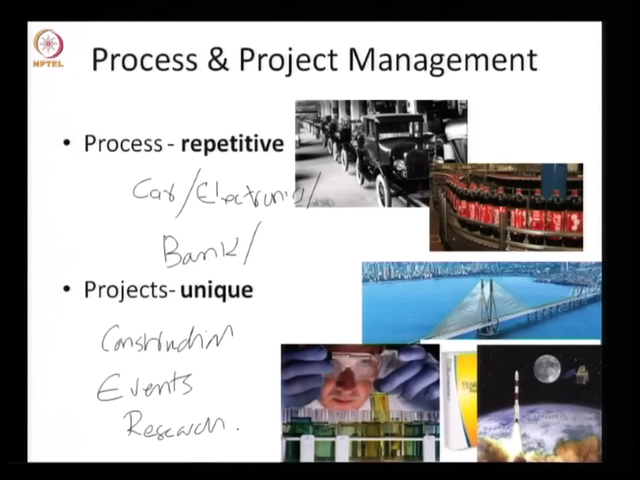 NPTEL
Process & Project Management
• Process - repetitive
Car/Electronic/
Bank/
• Projects- unique
Construction
Events
Research.